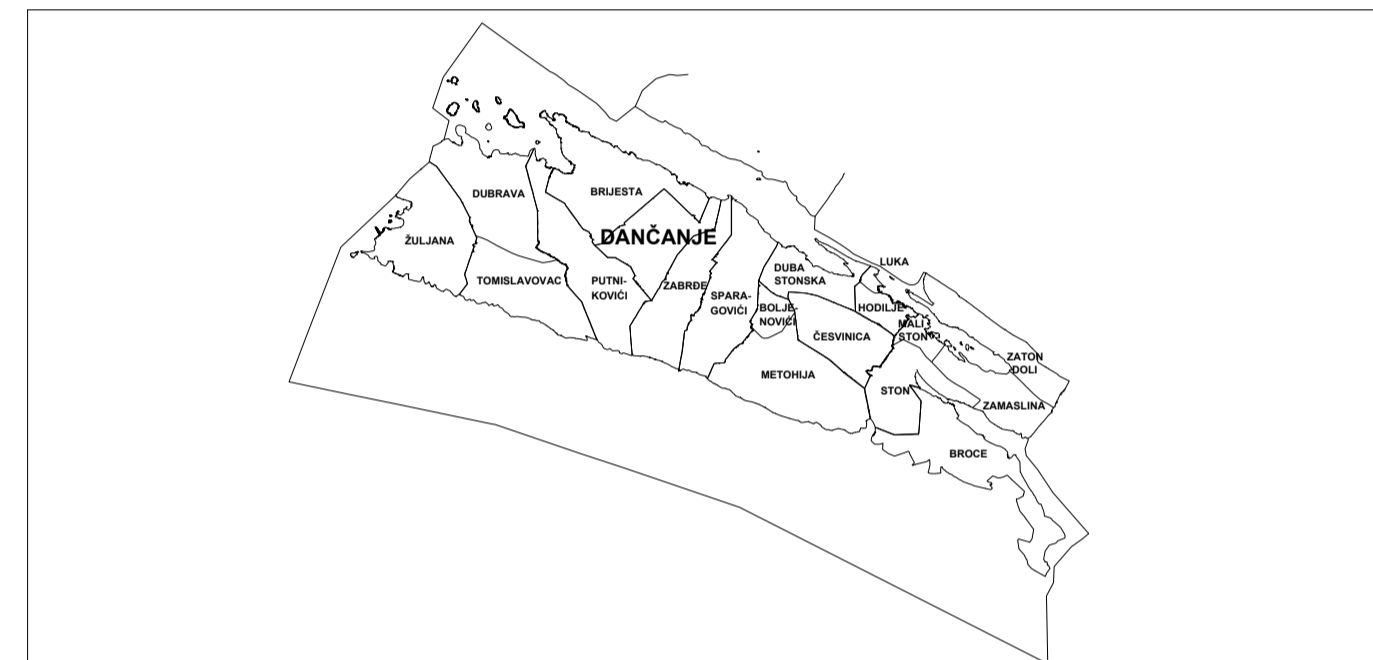 DUBRAVA
BRIJESTA
DANČANJE
ŽULJANA
TOMISLAVOVAC
PUTNI-
KOVIĆI
ZABRĐE
SPARA-
GOVIĆI
DUBA
STONSKA
LUKA
BOLJE-
NOVIĆI
HODILJE
ČESVINICA
MALI
STON
ZATON
DOLI
METOHIJA
STON
ZAMASLINA
BROCE